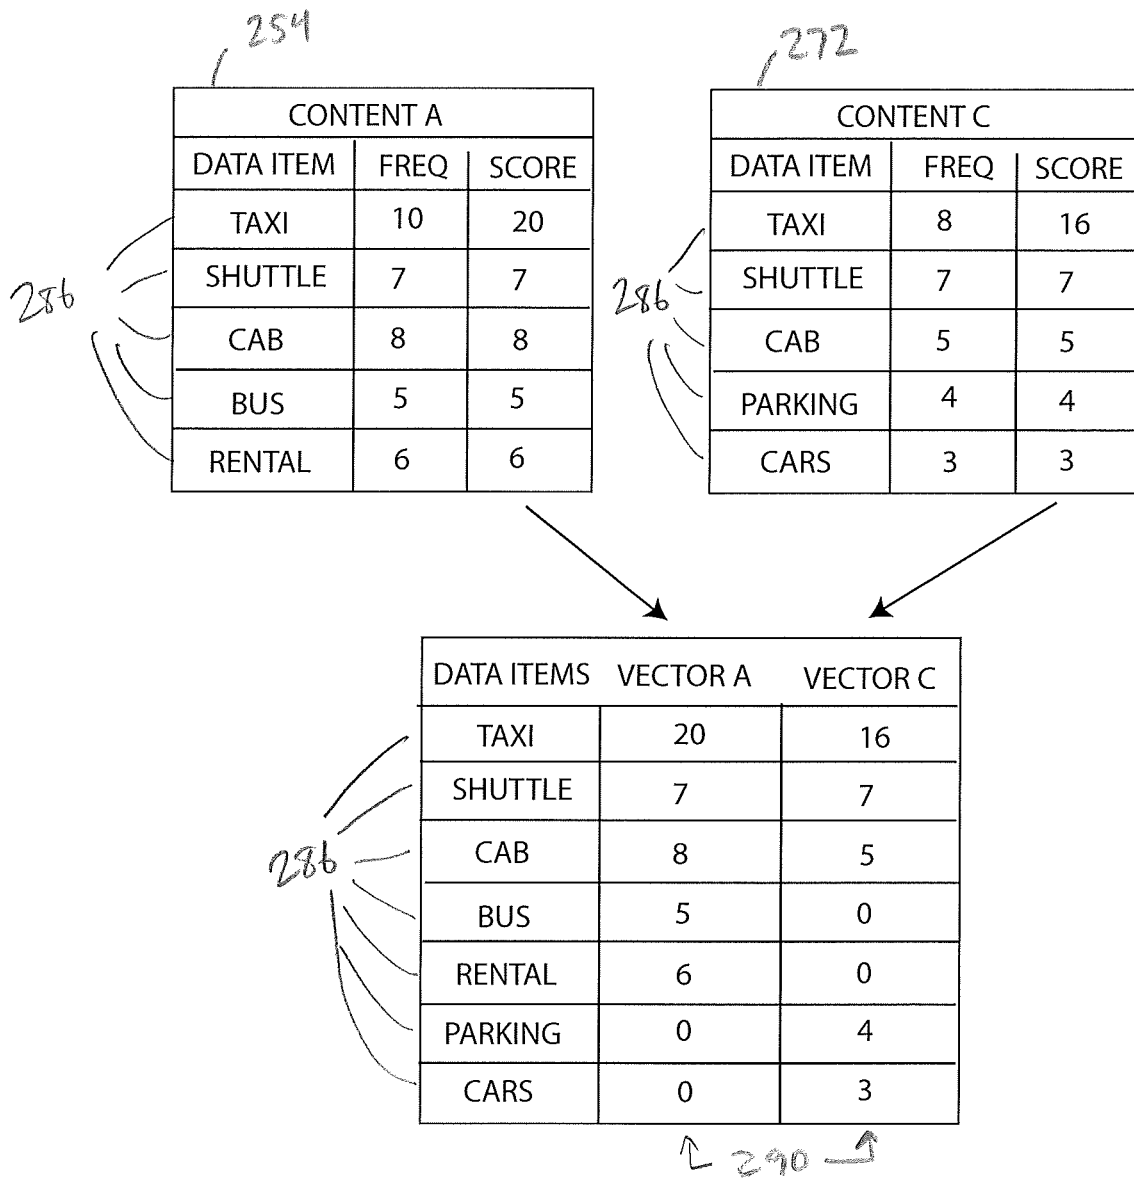 254
272
CONTENT A
DATA ITEM FREQ SCORE
TAXI 10 20
SHUTTLE 7 7
CAB 8 8
BUS 5 5
RENTAL 6 6
286
CONTENT C
DATA ITEM FREQ SCORE
TAXI 8 16
SHUTTLE 7 7
CAB 5 5
PARKING 4 4
CARS 3 3
286
DATA ITEMS VECTOR A VECTOR C
TAXI 20 16
SHUTTLE 7 7
CAB 8 5
BUS 5 0
RENTAL 6 0
PARKING 0 4
CARS 0 3
286
290